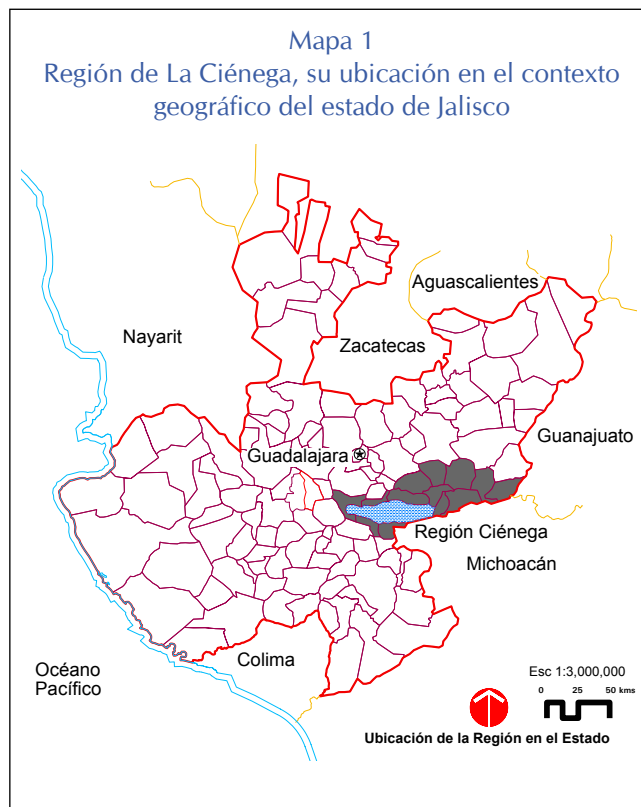 Mapa 1
Región de La Ciénega, su ubicación en el contexto
geográfico del estado de Jalisco
Aguascalientes
Nayarit
Zacatecas
Guanajuato
Guadalajara
Región Ciénega
Michoacán
Océano
Pacífico
Colima
Esc 1:3,000,000
0 25 50 kms
Ubicación de la Región en el Estado